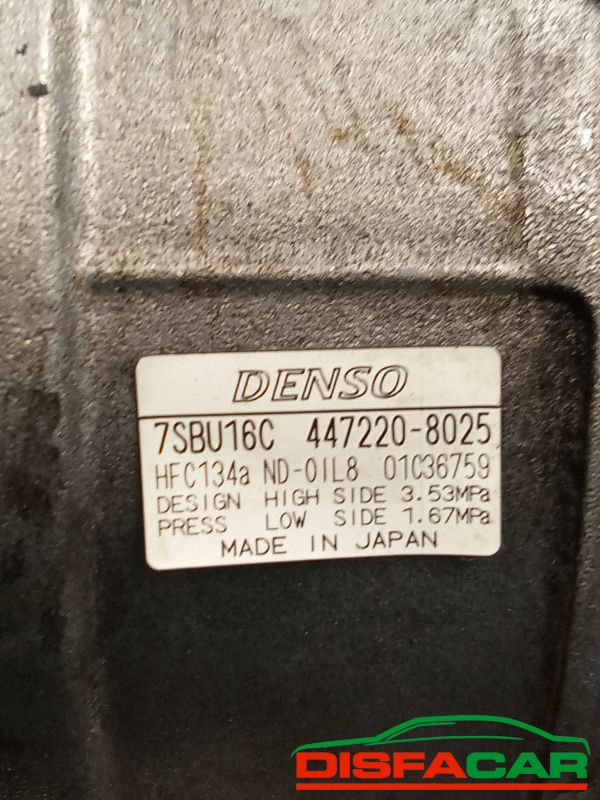 DENSO
7SBU16C 447220-8025
HFC134a ND-OIL8 01C36759
DESIGN HIGH SIDE 3.53MPa
PRESS LOW SIDE 1.67MPa
MADE IN JAPAN
DISFACAR